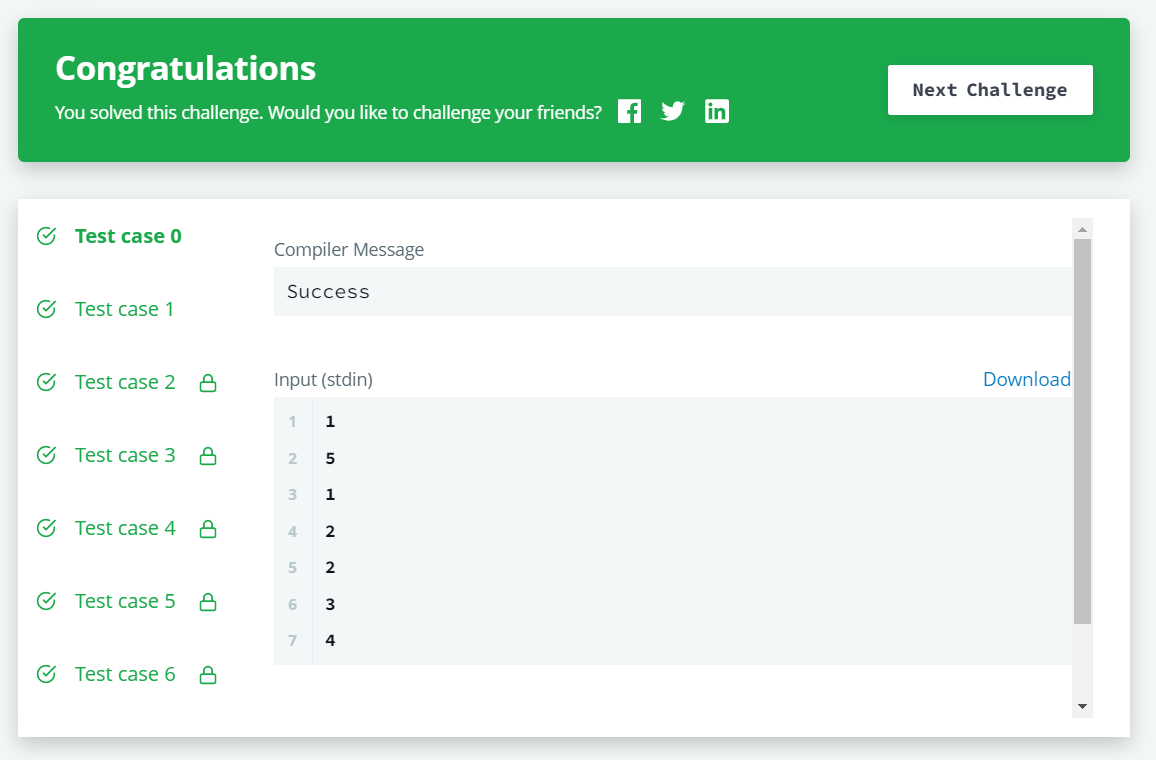 Congratulations
You solved this challenge. Would you like to challenge your friends?
Next Challenge
Test case 0
Test case 1
Test case 2
Test case 3
Test case 4
Test case 5
Test case 6
Compiler Message
Success
Input (stdin)
Download
1 1
2 5
3 1
4 2
5 2
6 3
7 4